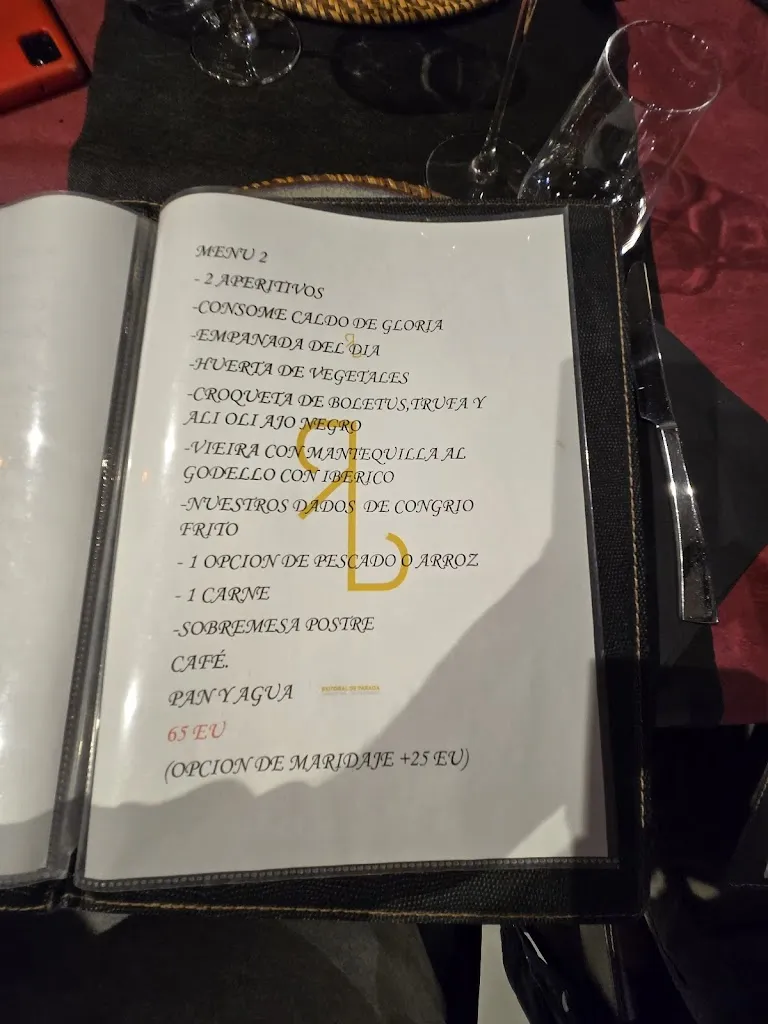 MENU 2
- 2 APERITIVOS
-CONSOME CALDO DE GLORIA
-EMPANADA DEL DIA
-HUERTA DE VEGETALES
-CROQUETA DE BOLETUS,TRUFA Y
ALI OLI AJO NEGRO
-VIEIRA CON MANTEQUILLA AL
GODELLO CON IBERICO
-NUESTROS DADOS DE CONGRIO
FRITO
- 1 OPCION DE PESCADO O ARROZ
- 1 CARNE
-SOBREMESA POSTRE
CAFÉ.
PAN Y AGUA
65 EU
(OPCION DE MARIDAJE +25 EU)